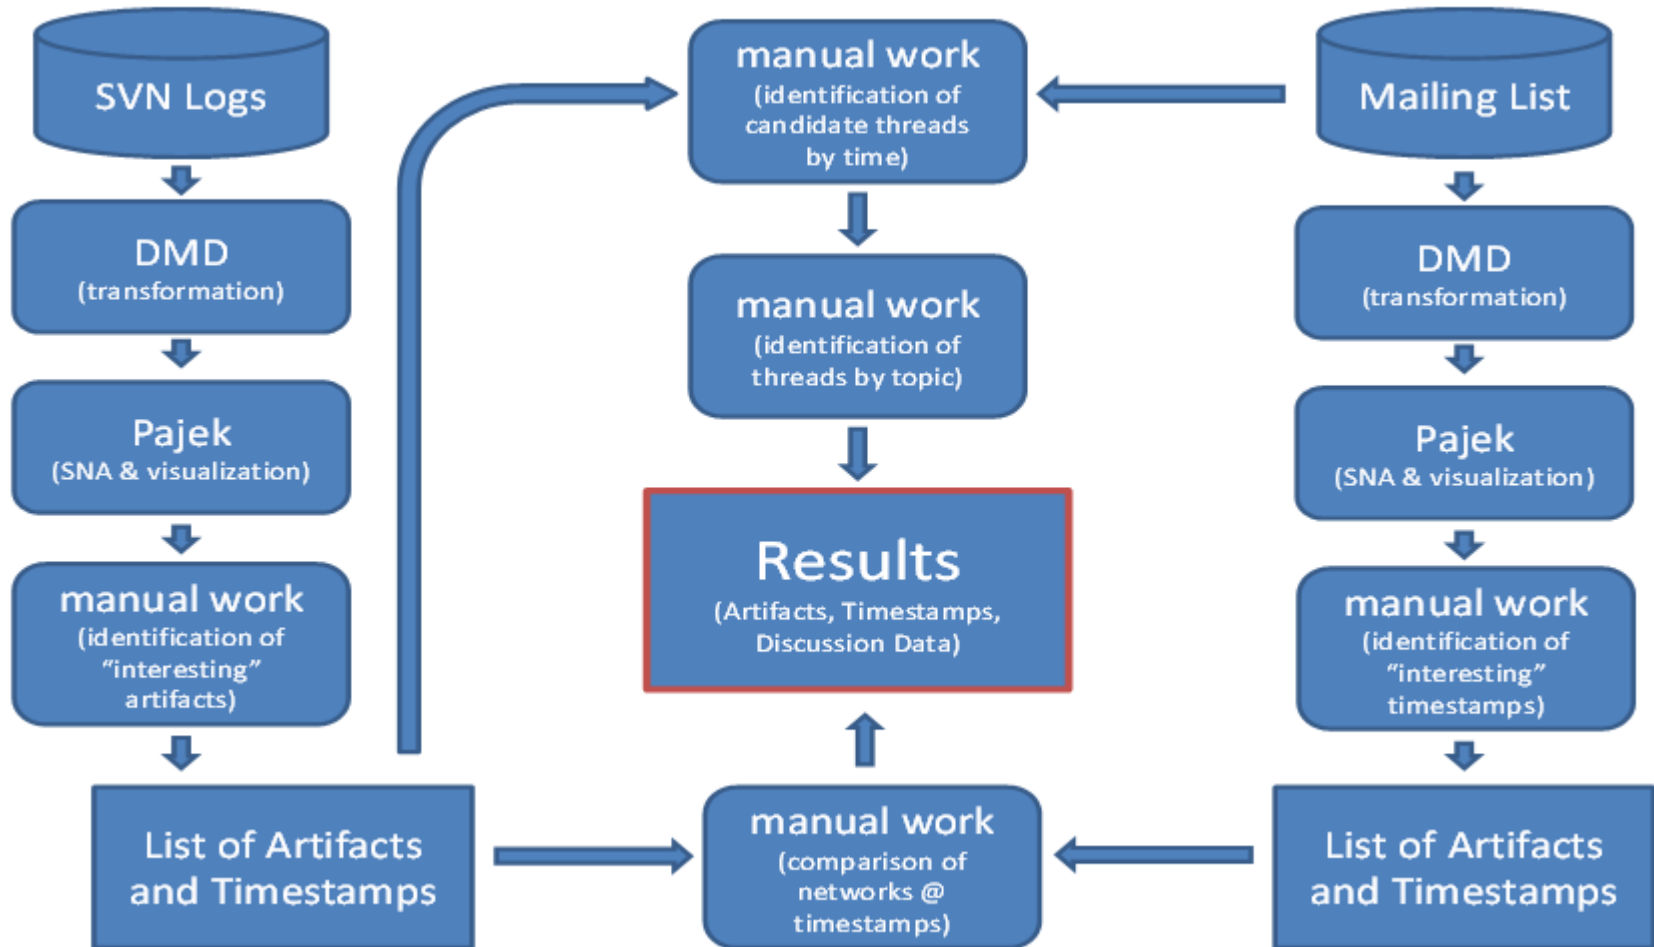 SVN Logs
DMD
(transformation)
Pajek
(SNA & visualization)
manual work
(identification of
“interesting”
artifacts)
List of Artifacts
and Timestamps
manual work
(identification of
candidate threads
by time)
manual work
(identification of
threads by topic)
Results
(Artifacts, Timestamps,
Discussion Data)
manual work
(comparison of
networks @
timestamps)
Mailing List
DMD
(transformation)
Pajek
(SNA & visualization)
manual work
(identification of
“interesting”
timestamps)
List of Artifacts
and Timestamps